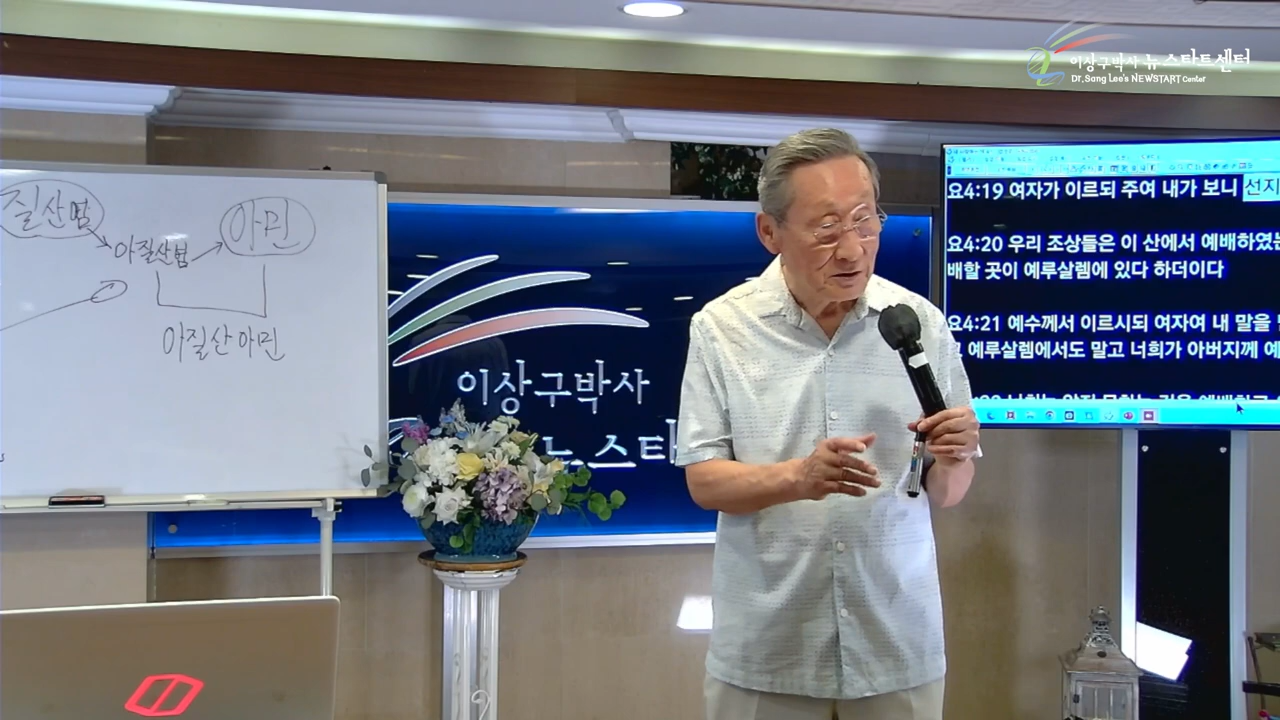 이상구박사 뉴스타트센터
Dr. Sang Lee's NEWSTART Center
질산염
아질산염
아민
아질산 아민
이상구박사
뉴스타
요4:19 여자가 이르되 주여 내가 보니 선지
요4:20 우리 조상들은 이 산에서 예배하였는
배할 곳이 예루살렘에 있다 하더이다
요4:21 예수께서 이르시되 여자여 내 말을
예루살렘에서도 말고 너희가 아버지께 예